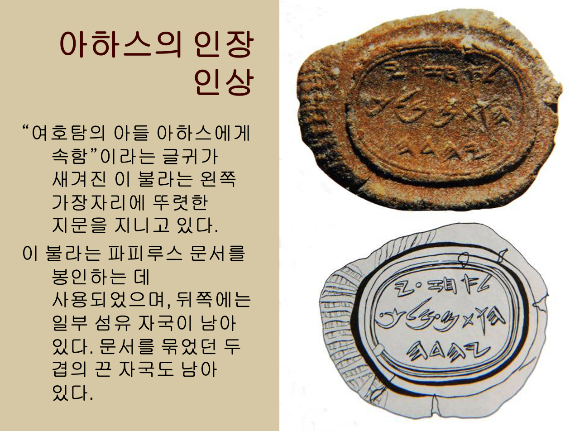 아하스의 인장
인상
“여호탐의 아들 아하스에게
속함”이라는 글귀가
새겨진 이 불라는 왼쪽
가장자리에 뚜렷한
지문을 지니고 있다.
이 불라는 파피루스 문서를
봉인하는 데
사용되었으며, 뒤쪽에는
일부 섬유 자국이 남아
있다. 문서를 묶었던 두
겹의 끈 자국도 남아
있다.